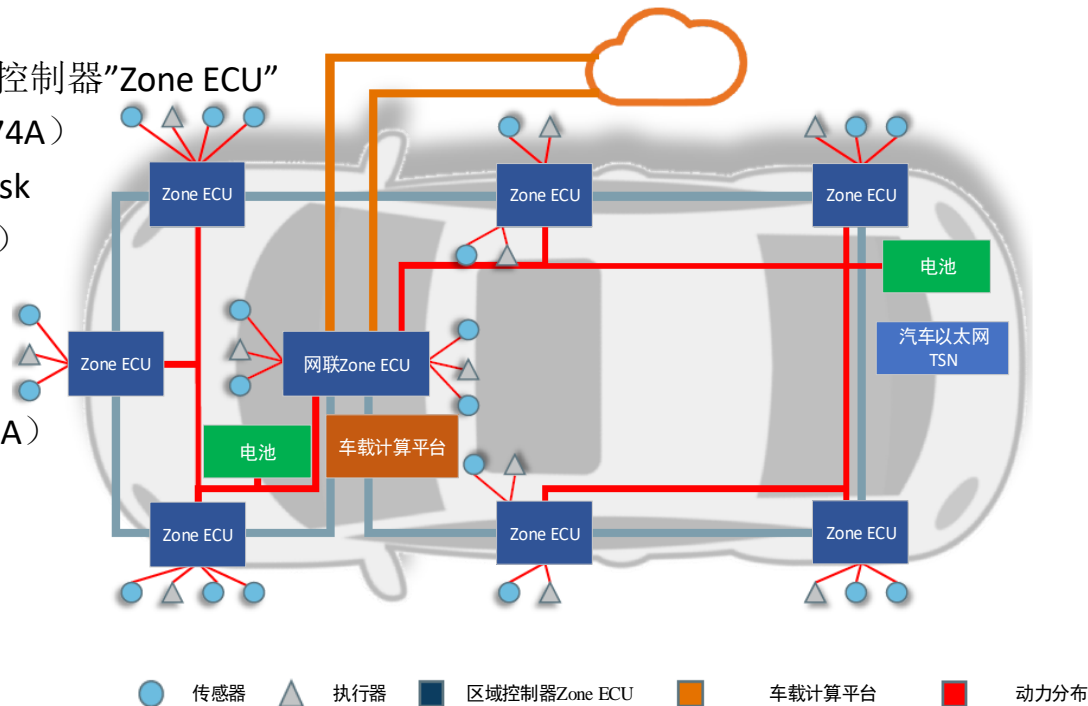 控制器”Zone ECU”
74A）
sk
）
A）
Zone ECU
Zone ECU
Zone ECU
电池
汽车以太网
TSN
Zone ECU
网联Zone ECU
电池
车载计算平台
Zone ECU
Zone ECU
Zone ECU
传感器
执行器
区域控制器Zone ECU
车载计算平台
动力分布